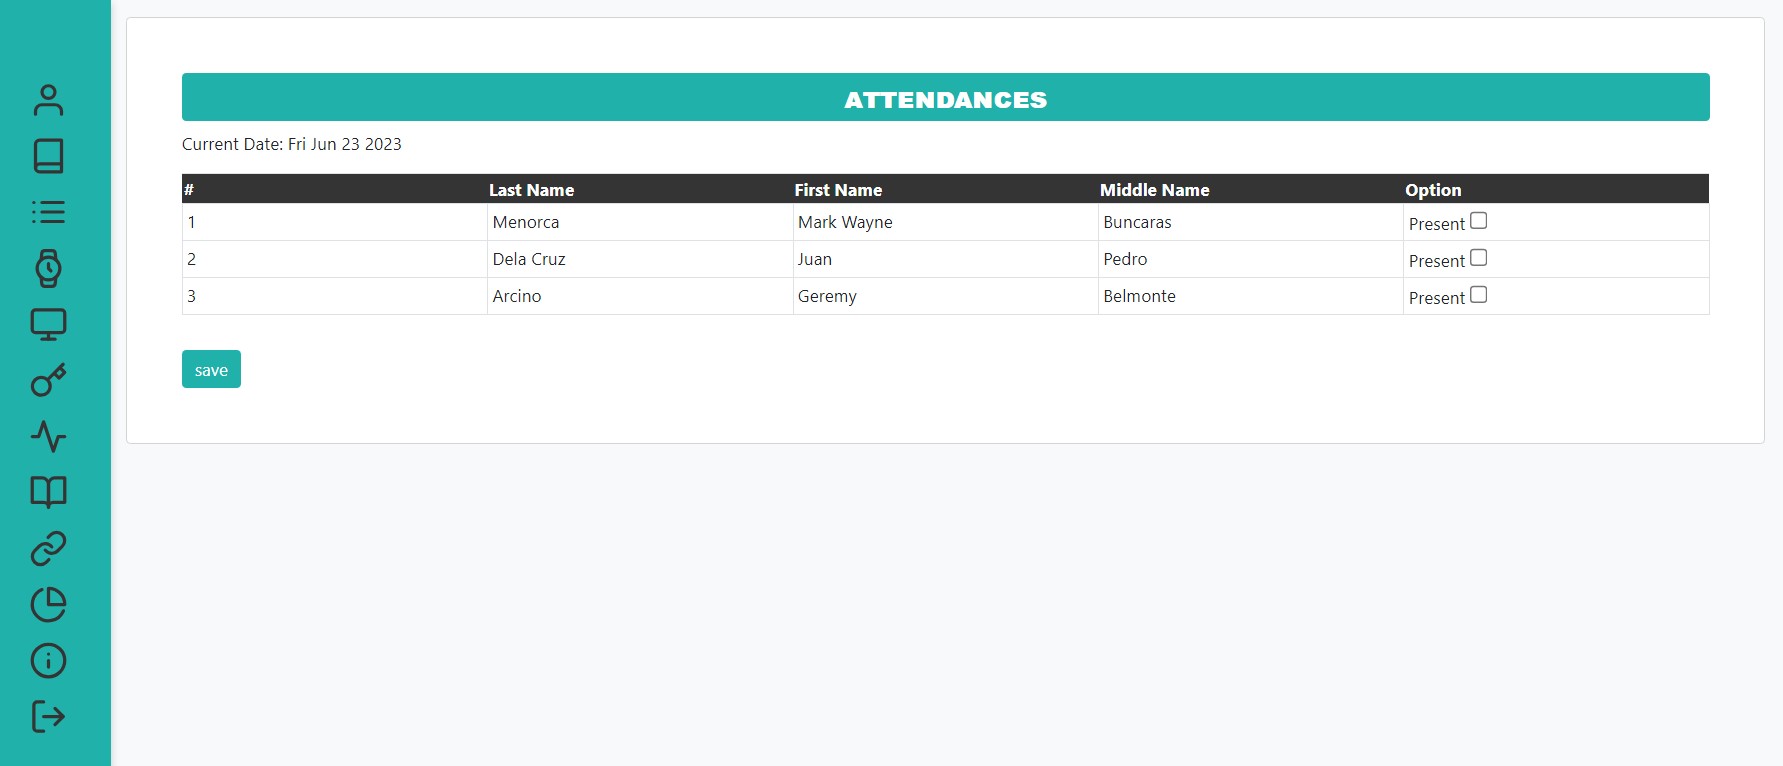 ATTENDANCES
Current Date: Fri Jun 23 2023
# Last Name First Name Middle Name Option
1 Menorca Mark Wayne Buncaras Present
2 Dela Cruz Juan Pedro Present
3 Arcino Geremy Belmonte Present
save